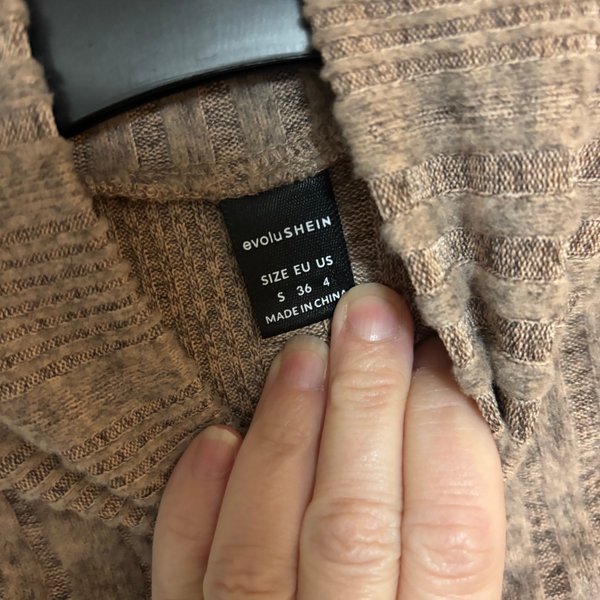 evoluSHEIN
SIZE EU US
S 36 4
MADE IN CHINA